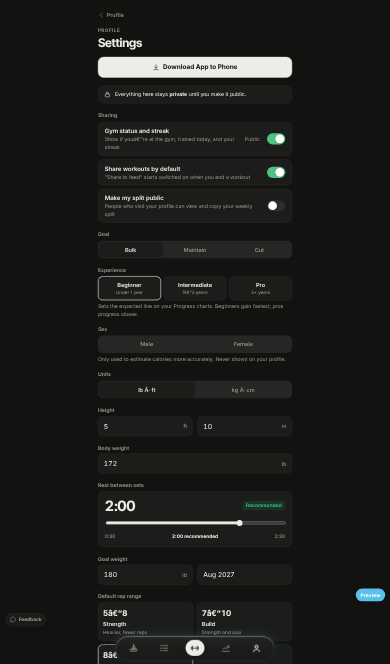 Profile
PROFILE
Settings
Download App to Phone
Everything here stays private until you make it public.
Sharing
Gym status and streak
Show if youâ€™re at the gym, trained today, and your
streak
Public
Share workouts by default
"Share to feed" starts switched on when you end a workout
Make my split public
People who visit your profile can view and copy your weekly
split
Goal
Bulk Maintain Cut
Experience
Beginner Intermediate Pro
Under 1 year 1â€“3 years 3+ years
Sets the expected line on your Progress charts. Beginners gain fastest; pros
progress slower.
Sex
Male Female
Only used to estimate calories more accurately. Never shown on your profile.
Units
lb Â· ft kg Â· cm
Height
5 ft 10 in
Body weight
172 lb
Rest between sets
2:00 Recommended
0:30 2:00 recommended 2:30
Goal weight
180 lb Aug 2027
Default rep range
5â€“8 7â€“10
Strength Build
Heavier, fewer reps Strength and size
8â€
Preview
Feedback